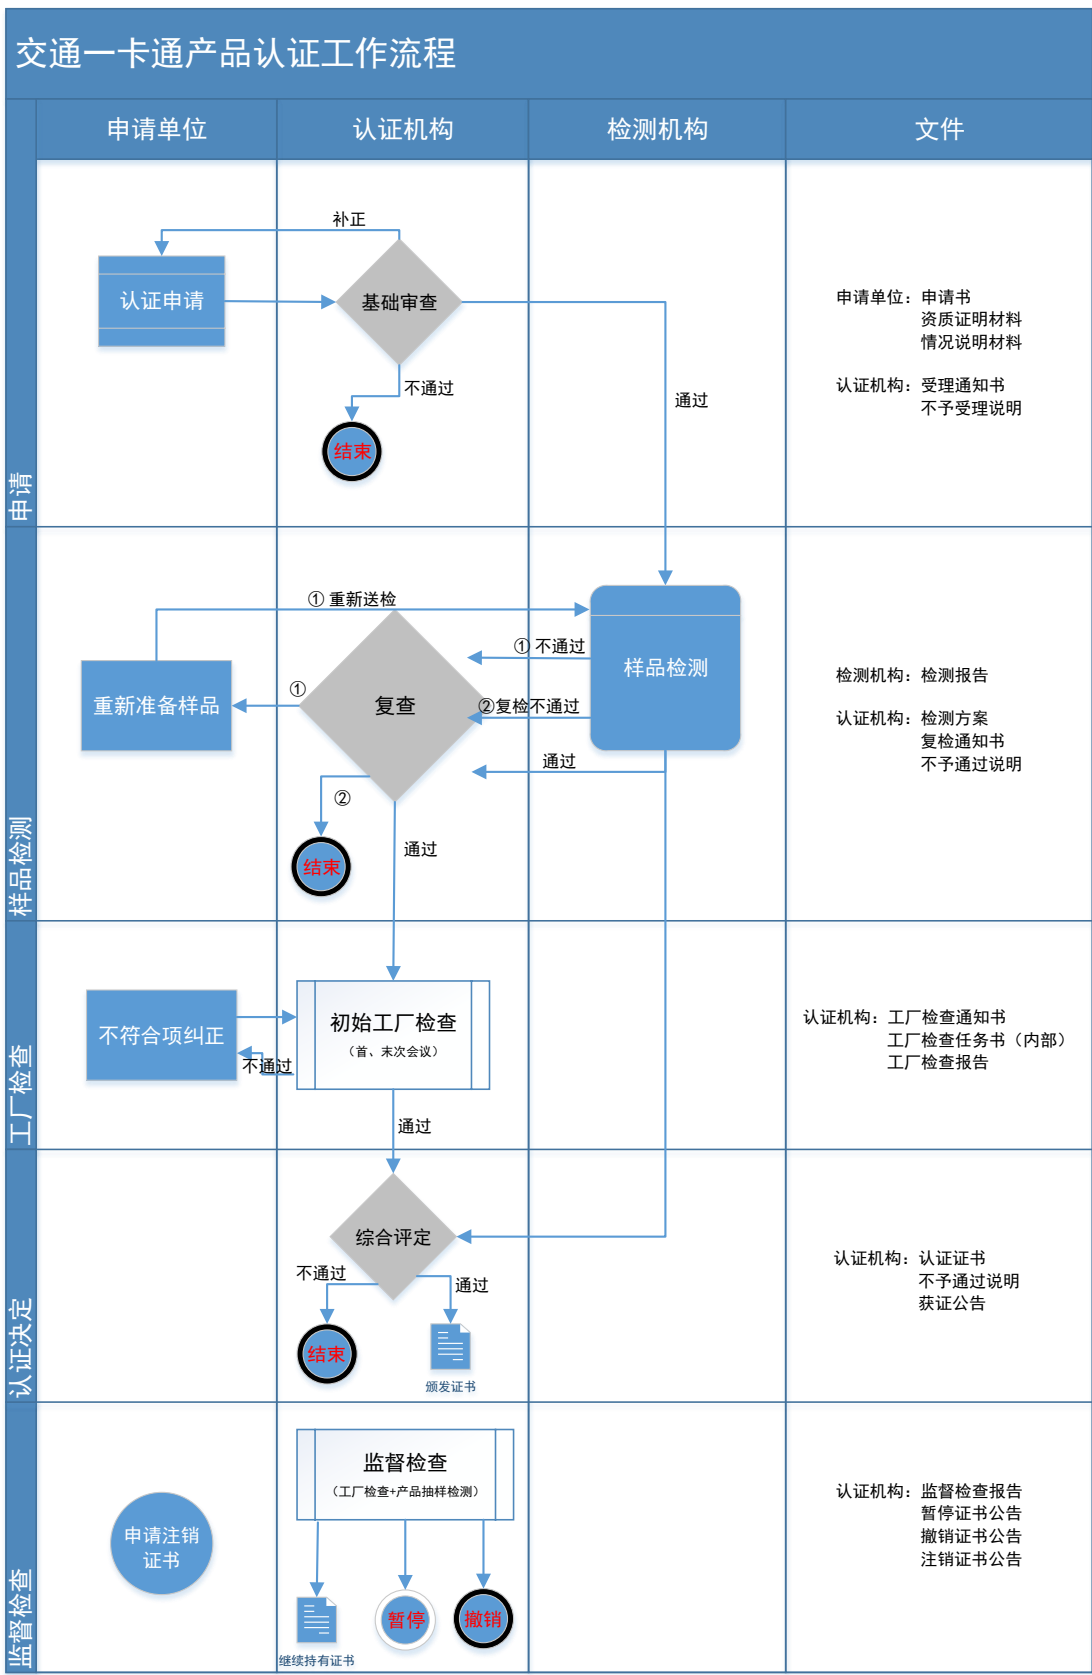 交通一卡通产品认证工作流程
申请单位
认证机构
检测机构
文件
申请
补正
认证申请
基础审查
不通过
结束
通过
申请单位：申请书
资质证明材料
情况说明材料
认证机构：受理通知书
不予受理说明
样品检测
① 重新送检
① 不通过
样品检测
②复检不通过
通过
复查
①
重新准备样品
②
结束
通过
检测机构：检测报告
认证机构：检测方案
复检通知书
不予通过说明
工厂检查
不符合项纠正
不通过
初始工厂检查
（首、末次会议）
通过
认证机构：工厂检查通知书
工厂检查任务书（内部）
工厂检查报告
认证决定
综合评定
不通过
通过
结束
颁发证书
认证机构：认证证书
不予通过说明
获证公告
监督检查
申请注销
证书
监督检查
（工厂检查+产品抽样检测）
继续持有证书
暂停
撤销
认证机构：监督检查报告
暂停证书公告
撤销证书公告
注销证书公告